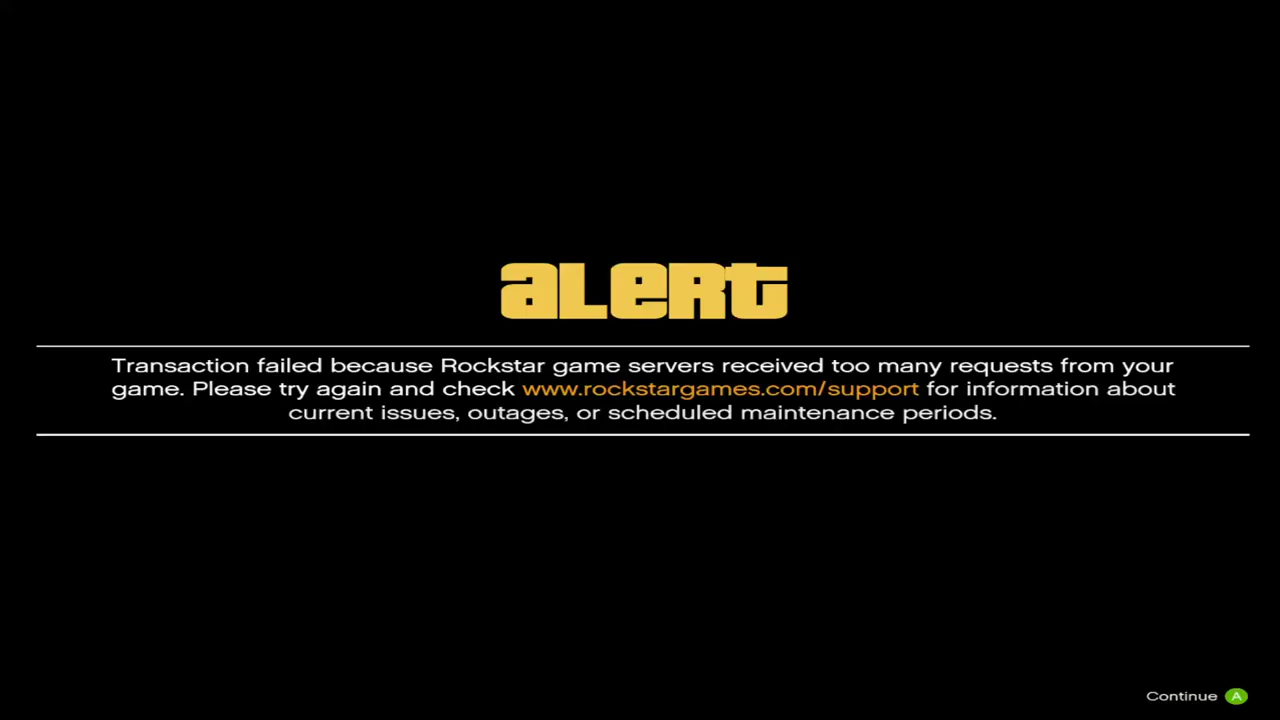 aLeRt
Transaction failed because Rockstar game servers received too many requests from your
game. Please try again and check www.rockstargames.com/support for information about
current issues, outages, or scheduled maintenance periods.
Continue A